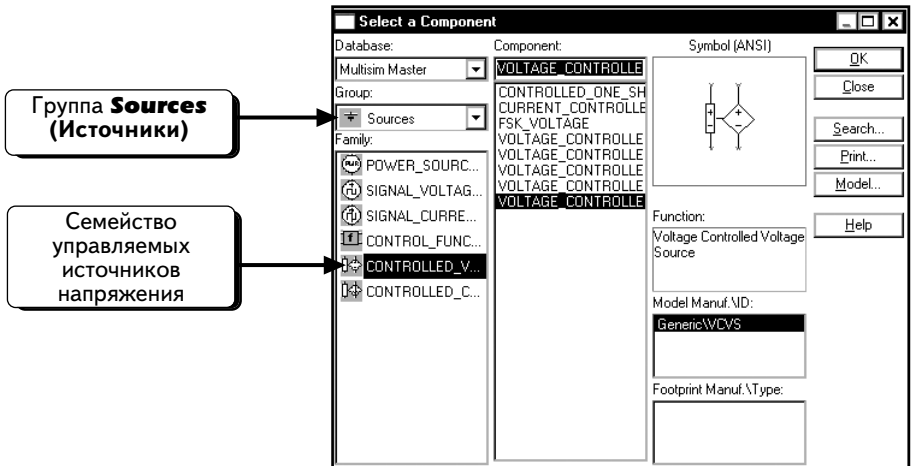 Select a Component
Группа Sources
(Источники)
Семейство
управляемых
источников
напряжения
Database:
Multisim Master
Group:
Sources
Family:
POWER_SOURC...
SIGNAL_VOLTAG...
SIGNAL_CURRE...
CONTROL_FUNC...
CONTROLLED_V...
CONTROLLED_C...
Component:
VOLTAGE_CONTROLLE
CONTROLLED_ONE_SH
CURRENT_CONTROLLE
FSK_VOLTAGE
VOLTAGE_CONTROLLE
VOLTAGE_CONTROLLE
VOLTAGE_CONTROLLE
VOLTAGE_CONTROLLE
VOLTAGE_CONTROLLE
Symbol (ANSI)
Function:
Voltage Controlled Voltage
Source
Model Manuf.\ID:
Generic\VCVS
Footprint Manuf.\Type:
OK
Close
Search...
Print...
Model...
Help